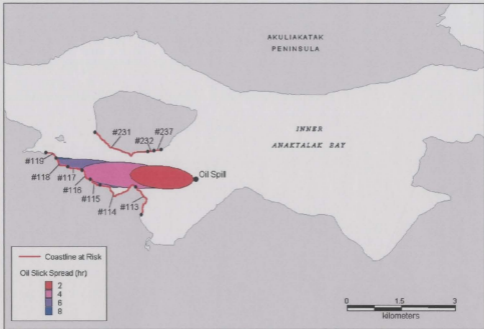 AKULIAKATAK
PENINSULA
#231
#232
#237
INNER
ANAKTALAK BAY
#119
#118
#117
#116
#115
#114
#113
Oil Spill
Coastline at Risk
Oil Slick Spread (hr)
2
4
6
8
0 1.5 3
kilometers